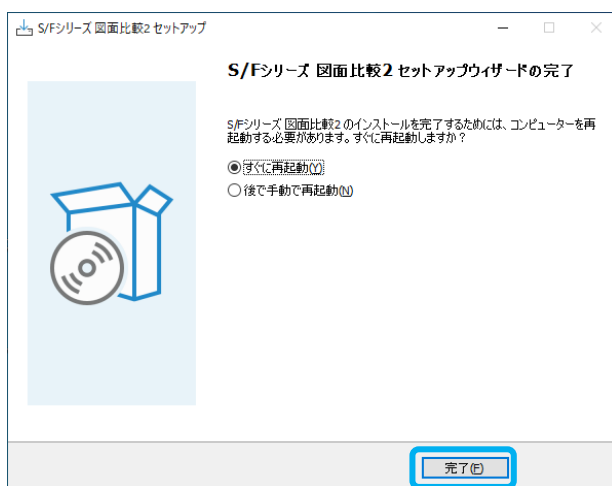 S/Fシリーズ 図面比較2 セットアップ
S/Fシリーズ 図面比較2 セットアップウィザードの完了
S/Fシリーズ 図面比較2 のインストールを完了するためには、コンピューターを再
起動する必要があります。すぐに再起動しますか？
すぐに再起動(Y)
後で手動で再起動(N)
完了(F)